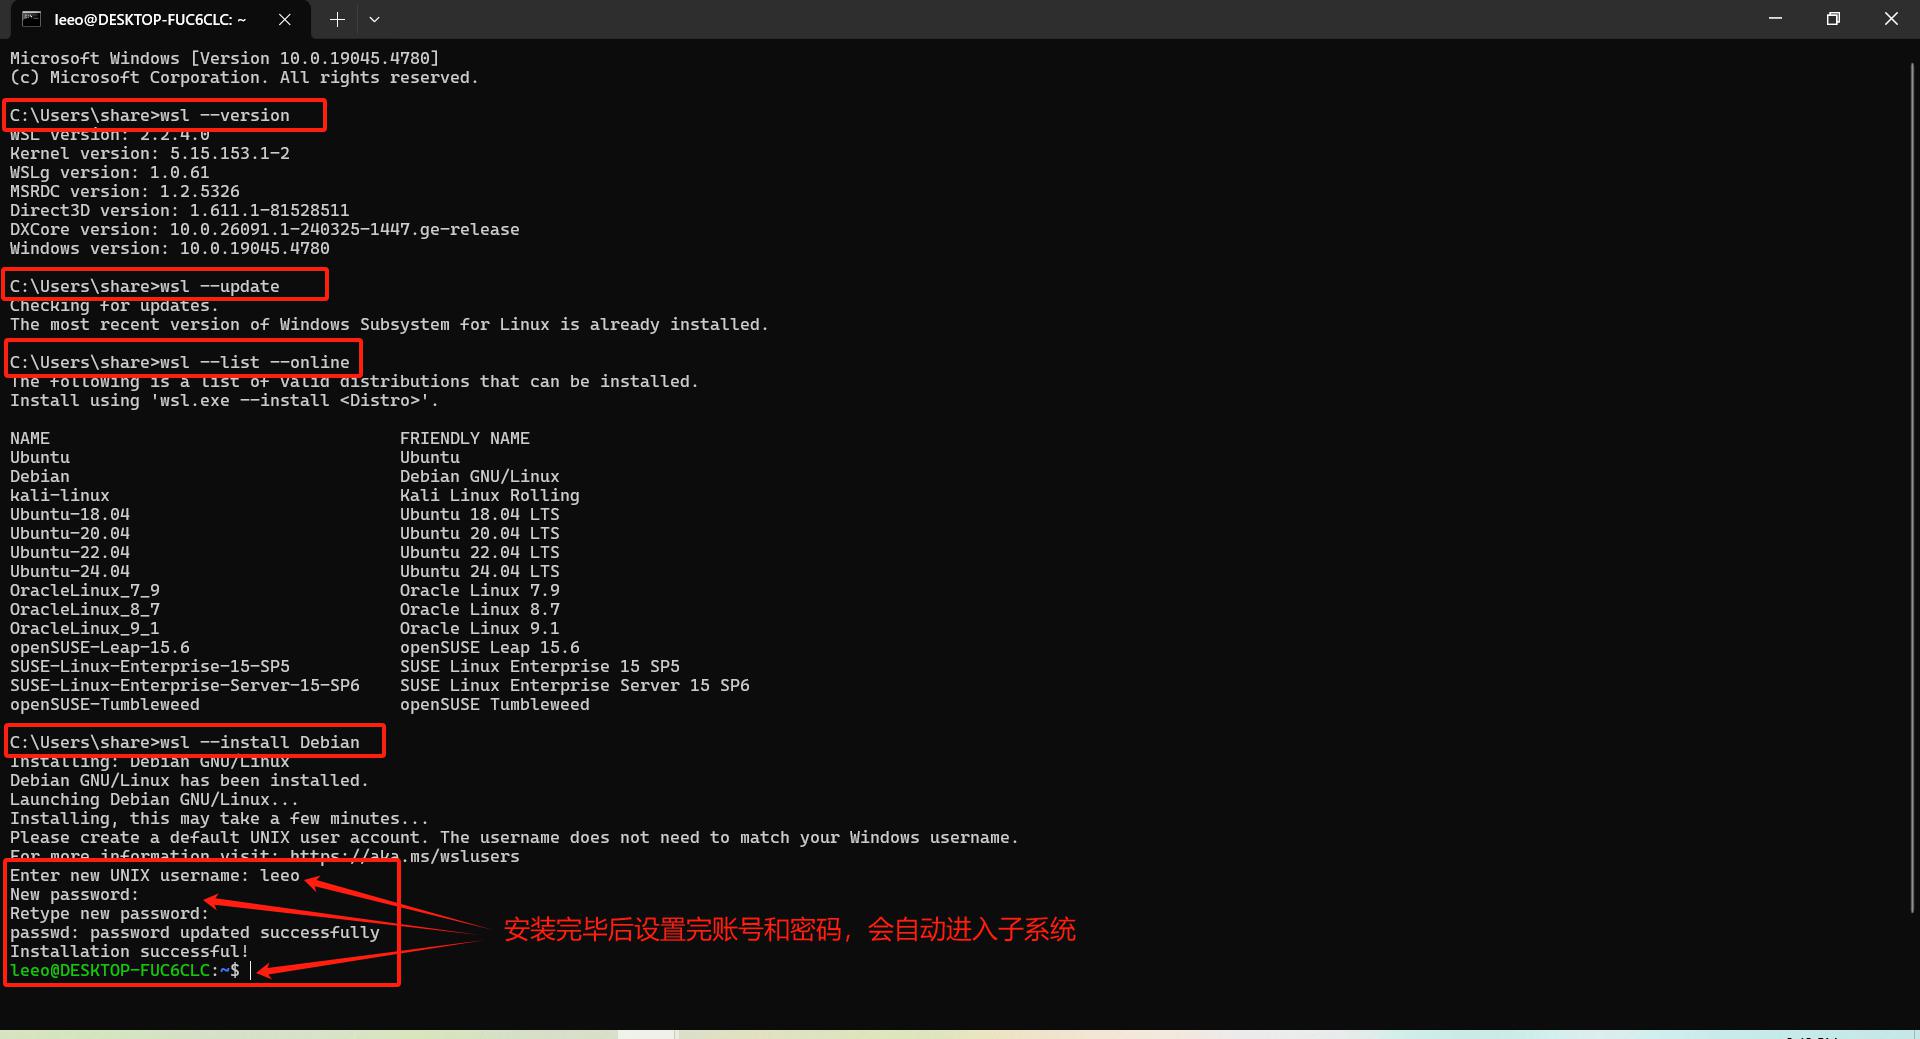 leeo@DESKTOP-FUC6CLC: ~
Microsoft Windows [Version 10.0.19045.4780]
(c) Microsoft Corporation. All rights reserved.
C:\Users\share>wsl --version
WSL version: 2.2.4.0
Kernel version: 5.15.153.1-2
WSLg version: 1.0.61
MSRDC version: 1.2.5326
Direct3D version: 1.611.1-81528511
DXCore version: 10.0.26091.1-240325-1447.ge-release
Windows version: 10.0.19045.4780
C:\Users\share>wsl --update
Checking for updates.
The most recent version of Windows Subsystem for Linux is already installed.
C:\Users\share>wsl --list --online
The following is a list of valid distributions that can be installed.
Install using 'wsl.exe --install <Distro>'.
NAME FRIENDLY NAME
Ubuntu Ubuntu
Debian Debian GNU/Linux
kali-linux Kali Linux Rolling
Ubuntu-18.04 Ubuntu 18.04 LTS
Ubuntu-20.04 Ubuntu 20.04 LTS
Ubuntu-22.04 Ubuntu 22.04 LTS
Ubuntu-24.04 Ubuntu 24.04 LTS
OracleLinux_7_9 Oracle Linux 7.9
OracleLinux_8_7 Oracle Linux 8.7
OracleLinux_9_1 Oracle Linux 9.1
openSUSE-Leap-15.6 openSUSE Leap 15.6
SUSE-Linux-Enterprise-15-SP5 SUSE Linux Enterprise 15 SP5
SUSE-Linux-Enterprise-Server-15-SP6 SUSE Linux Enterprise Server 15 SP6
openSUSE-Tumbleweed openSUSE Tumbleweed
C:\Users\share>wsl --install Debian
Installing: Debian GNU/Linux
Debian GNU/Linux has been installed.
Launching Debian GNU/Linux...
Installing, this may take a few minutes...
Please create a default UNIX user account. The username does not need to match your Windows username.
For more information visit: https://aka.ms/wslusers
Enter new UNIX username: leeo
New password:
Retype new password:
passwd: password updated successfully
Installation successful!
leeo@DESKTOP-FUC6CLC:~$
安装完毕后设置完账号和密码，会自动进入子系统